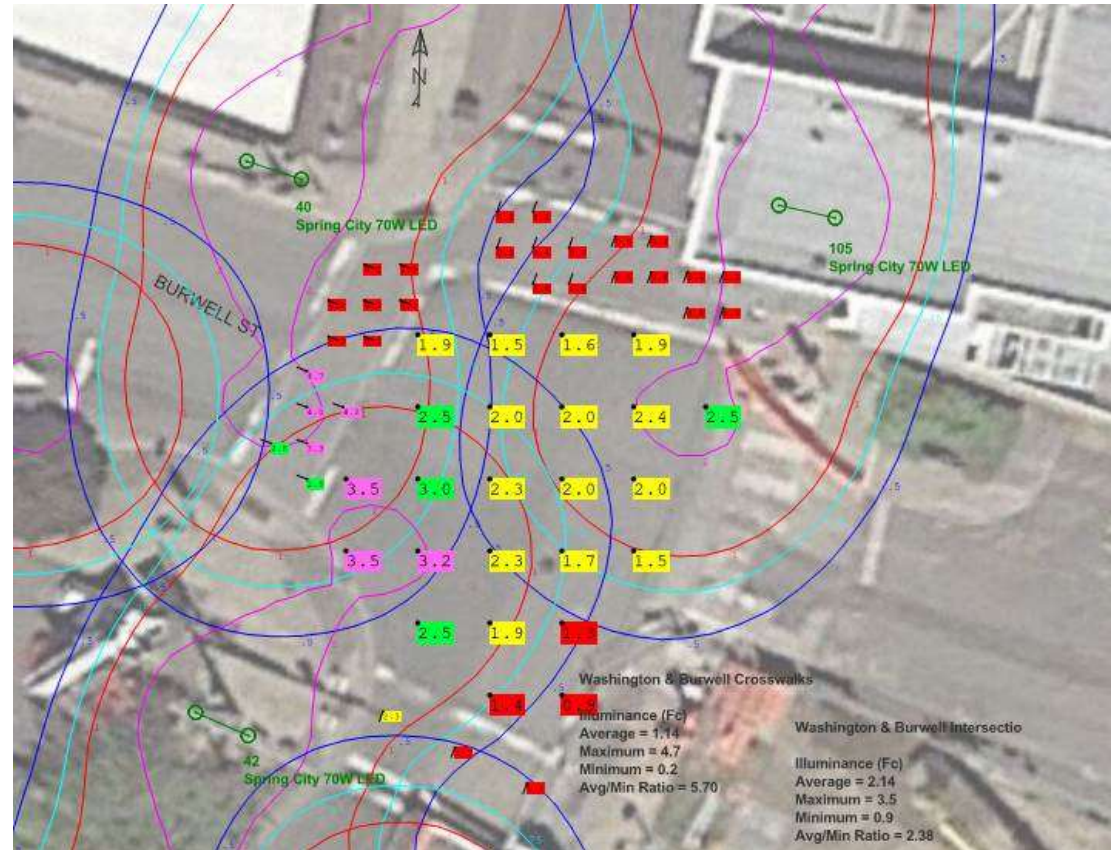 N
40
Spring City 70W LED
105
Spring City 70W LED
BURWELL ST
1.9 1.5 1.6 1.9
2.5 2.0 2.0 2.4 2.5
3.5 3.0 2.3 2.0 2.0
3.5 3.2 2.3 1.7 1.5
2.5 1.9
1.4 0.9
42
Spring City 70W LED
Washington & Burwell Crosswalks
Illuminance (Fc)
Average = 1.14
Maximum = 4.7
Minimum = 0.2
Avg/Min Ratio = 5.70
Washington & Burwell Intersectio
Illuminance (Fc)
Average = 2.14
Maximum = 3.5
Minimum = 0.9
Avg/Min Ratio = 2.38